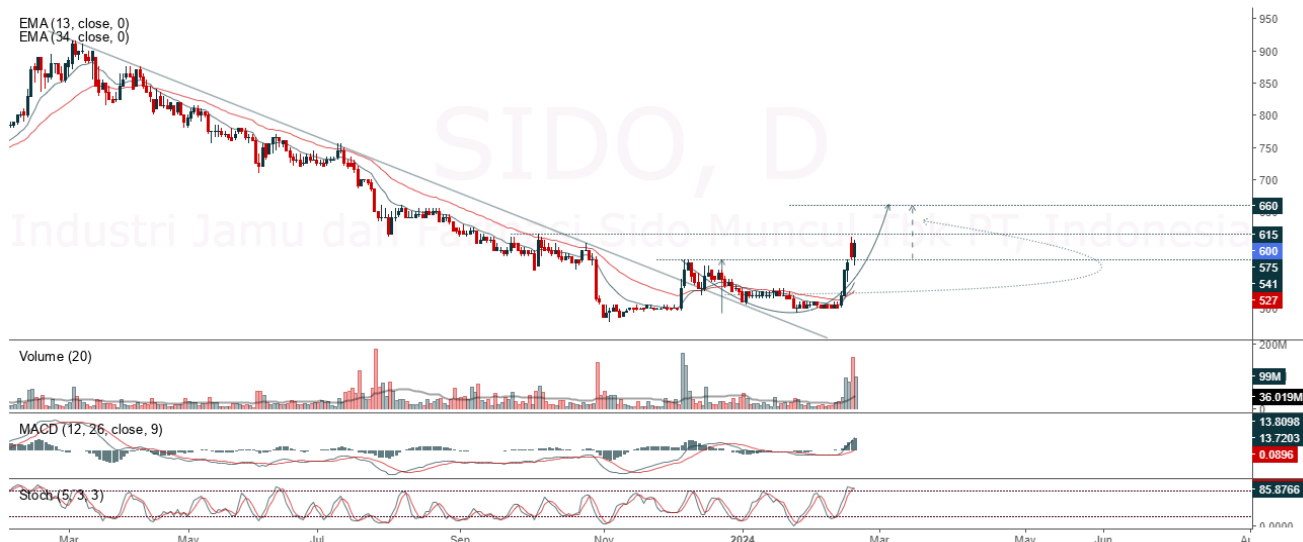 EMA (13, close, 0)
EMA (34, close, 0)
SIDO, D
Industri Jamu dan Farmasi Sido Muncul Tbk PT Indonesia
950
900
850
800
750
700
660
615
600
575
541
527
Volume (20)
200M
99M
36.019M
0
MACD (12, 26, close, 9)
13.8098
13.7203
0.0896
Stoch (5, 3, 3)
85.8766
0.0000
Mar
May
Jul
Sep
Nov
2024
Mar
May
Jun